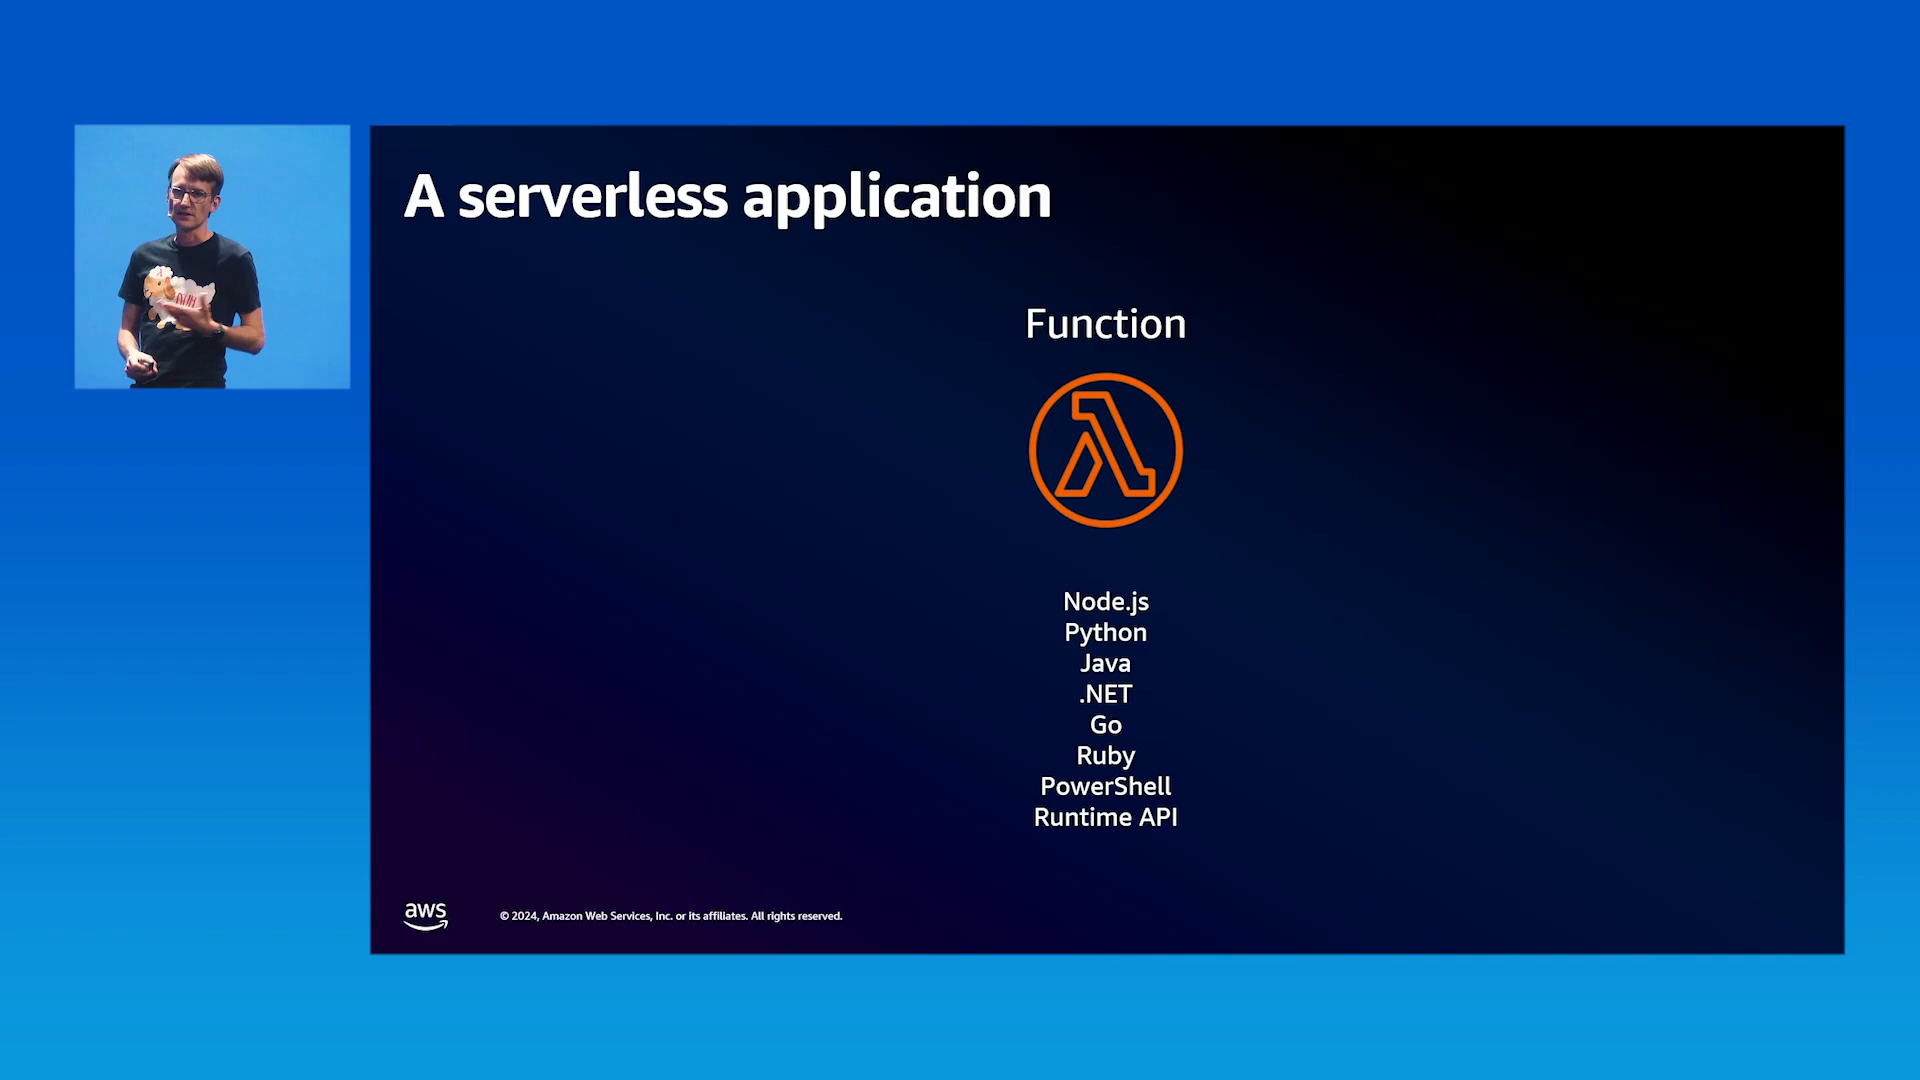 A serverless application
Function
Node.js
Python
Java
.NET
Go
Ruby
PowerShell
Runtime API
aws
© 2024, Amazon Web Services, Inc. or its affiliates. All rights reserved.